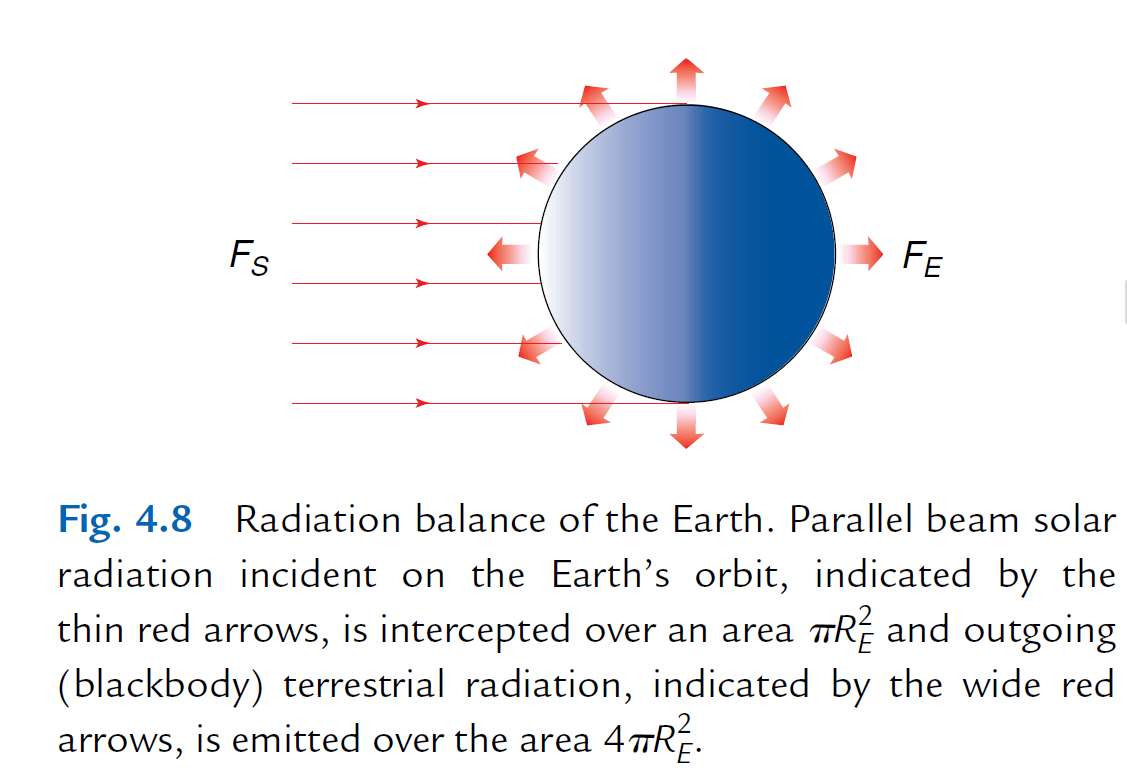 F_S
F_E
Fig. 4.8 Radiation balance of the Earth. Parallel beam solar
radiation incident on the Earth's orbit, indicated by the
thin red arrows, is intercepted over an area πR_E^2 and outgoing
(blackbody) terrestrial radiation, indicated by the wide red
arrows, is emitted over the area 4πR_E^2.